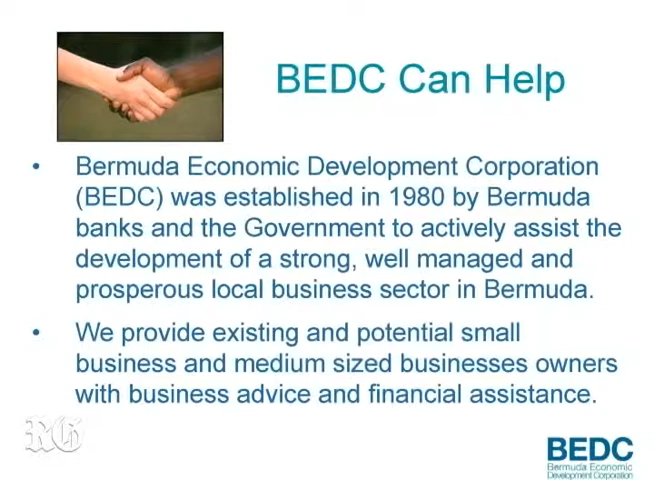 BEDC Can Help
• Bermuda Economic Development Corporation
(BEDC) was established in 1980 by Bermuda
banks and the Government to actively assist the
development of a strong, well managed and
prosperous local business sector in Bermuda.
• We provide existing and potential small
business and medium sized businesses owners
with business advice and financial assistance.
RG
BEDC
Bermuda Economic
Development Corporation